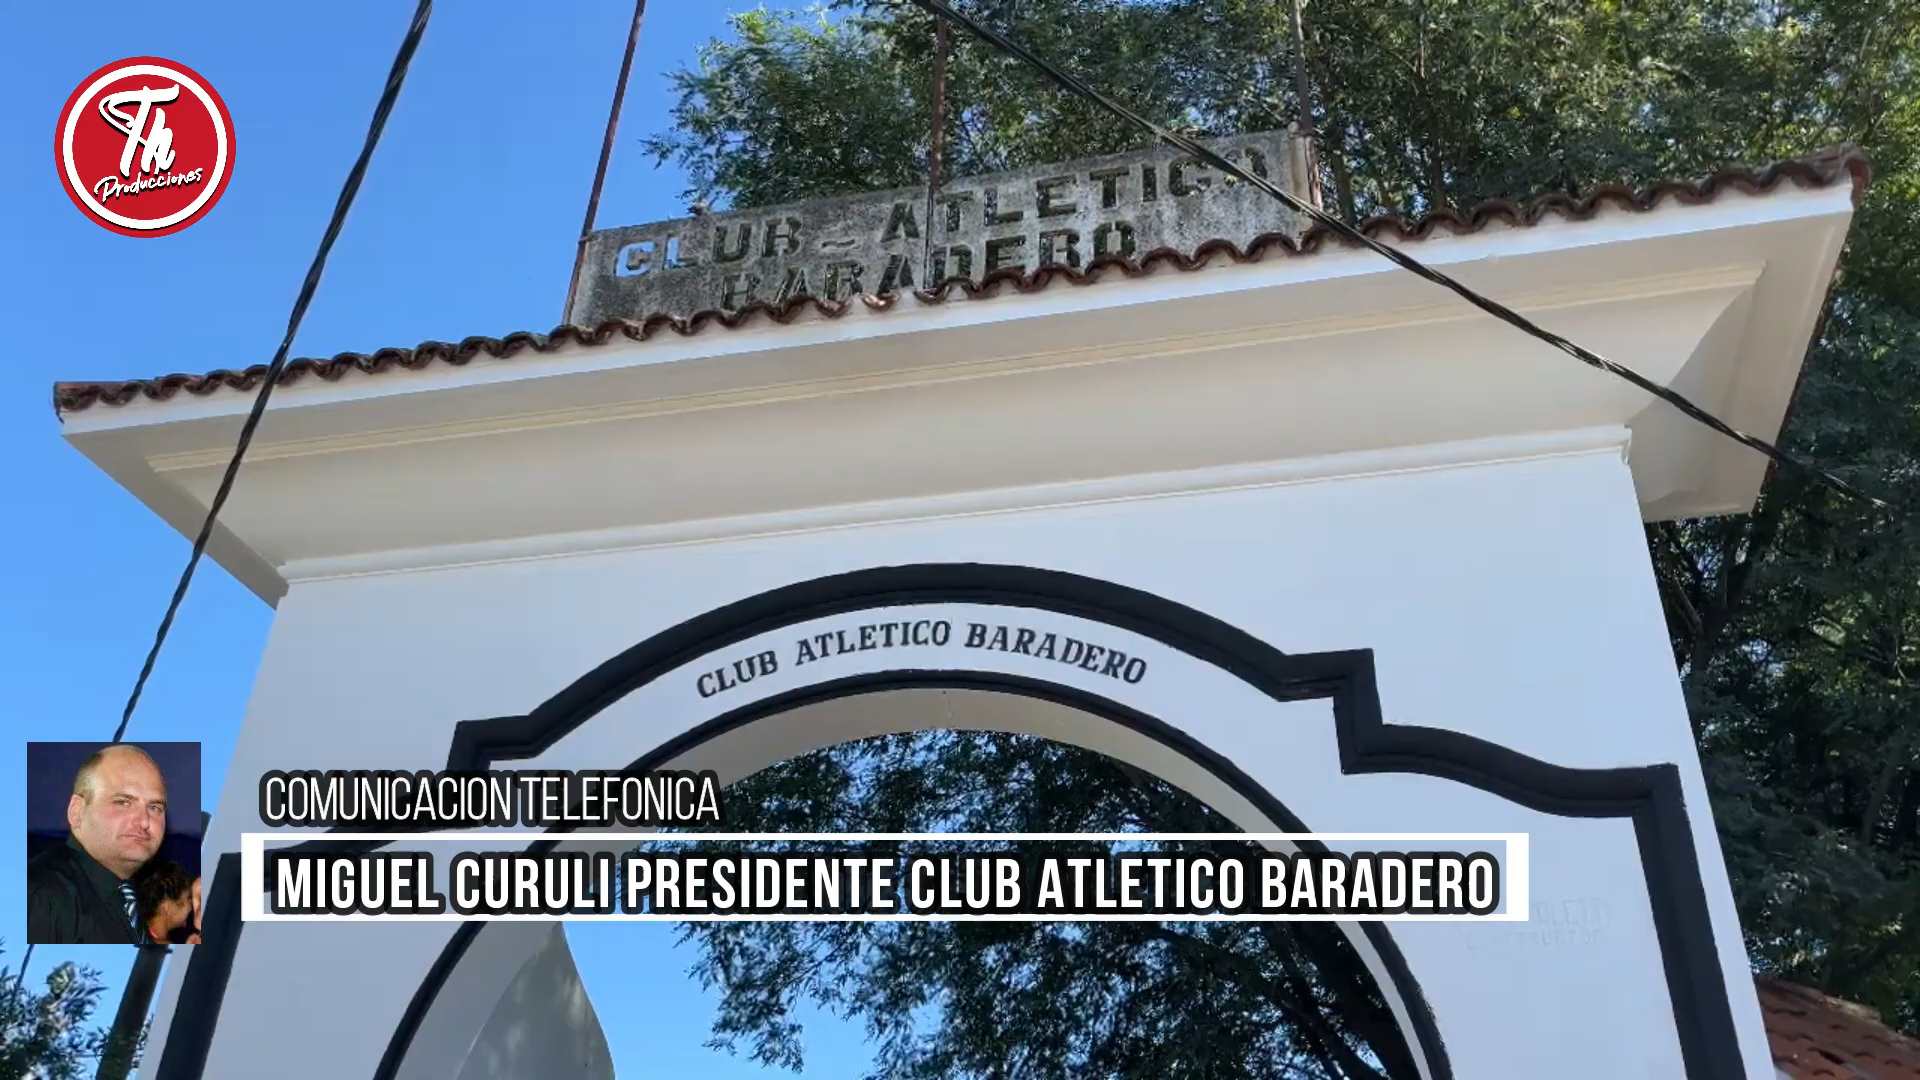 Th
Producciones
CLUB ATLETICO
BARADERO
CLUB ATLETICO BARADERO
COMUNICACION TELEFONICA
MIGUEL CURULI PRESIDENTE CLUB ATLETICO BARADERO